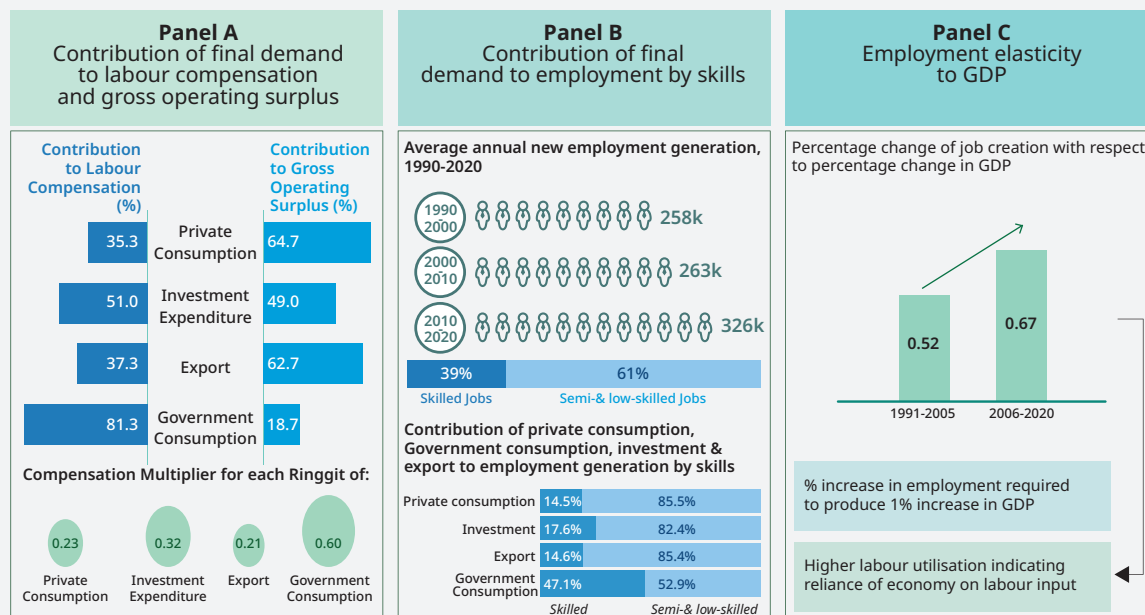 Panel A
Contribution of final demand
to labour compensation
and gross operating surplus
Contribution
to Labour
Compensation
(%)
Contribution
to Gross
Operating
Surplus (%)
35.3
Private
Consumption
64.7
51.0
Investment
Expenditure
49.0
37.3
Export
62.7
81.3
Government
Consumption
18.7
Compensation Multiplier for each Ringgit of:
0.23
0.32
0.21
0.60
Private
Consumption
Investment
Expenditure
Export
Government
Consumption
Panel B
Contribution of final
demand to employment by skills
Average annual new employment generation,
1990-2020
1990
-
2000
258k
2000
-
2010
263k
2010
-
2020
326k
39%
61%
Skilled Jobs
Semi-& low-skilled Jobs
Contribution of private consumption,
Government consumption, investment &
export to employment generation by skills
Private consumption
14.5%
85.5%
Investment
17.6%
82.4%
Export
14.6%
85.4%
Government
Consumption
47.1%
52.9%
Skilled
Semi-& low-skilled
Panel C
Employment elasticity
to GDP
Percentage change of job creation with respect
to percentage change in GDP
0.52
0.67
1991-2005
2006-2020
% increase in employment required
to produce 1% increase in GDP
Higher labour utilisation indicating
reliance of economy on labour input